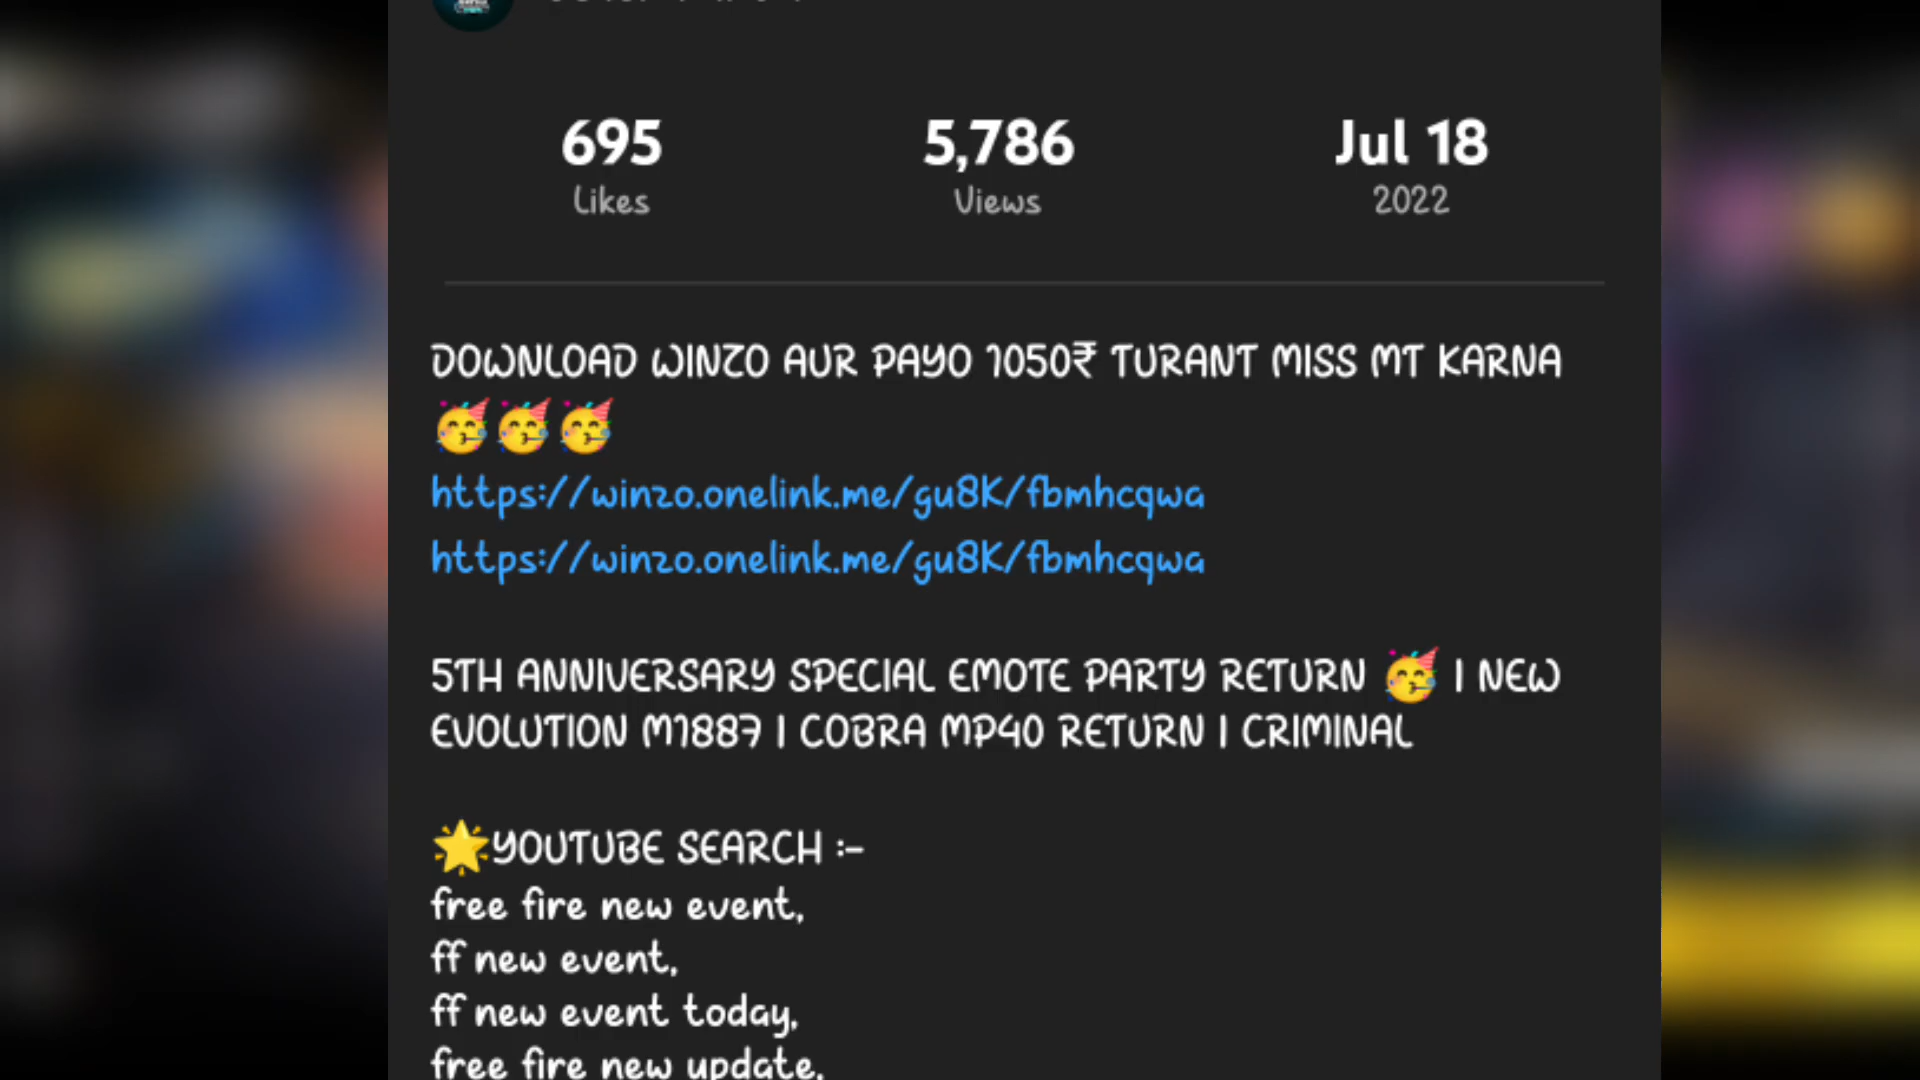 695 5,786 Jul 18
Likes Views 2022
DOWNLOAD WINZO AUR PAYO 1050₹ TURANT MISS MT KARNA
🥳🥳🥳
https://winzo.onelink.me/gu8K/fbmhcqwa
https://winzo.onelink.me/gu8K/fbmhcqwa
5TH ANNIVERSARY SPECIAL EMOTE PARTY RETURN 🥳 | NEW
EVOLUTION M1887 | COBRA MP40 RETURN | CRIMINAL
🌟YOUTUBE SEARCH :-
free fire new event,
ff new event,
ff new event today,
free fire new update,